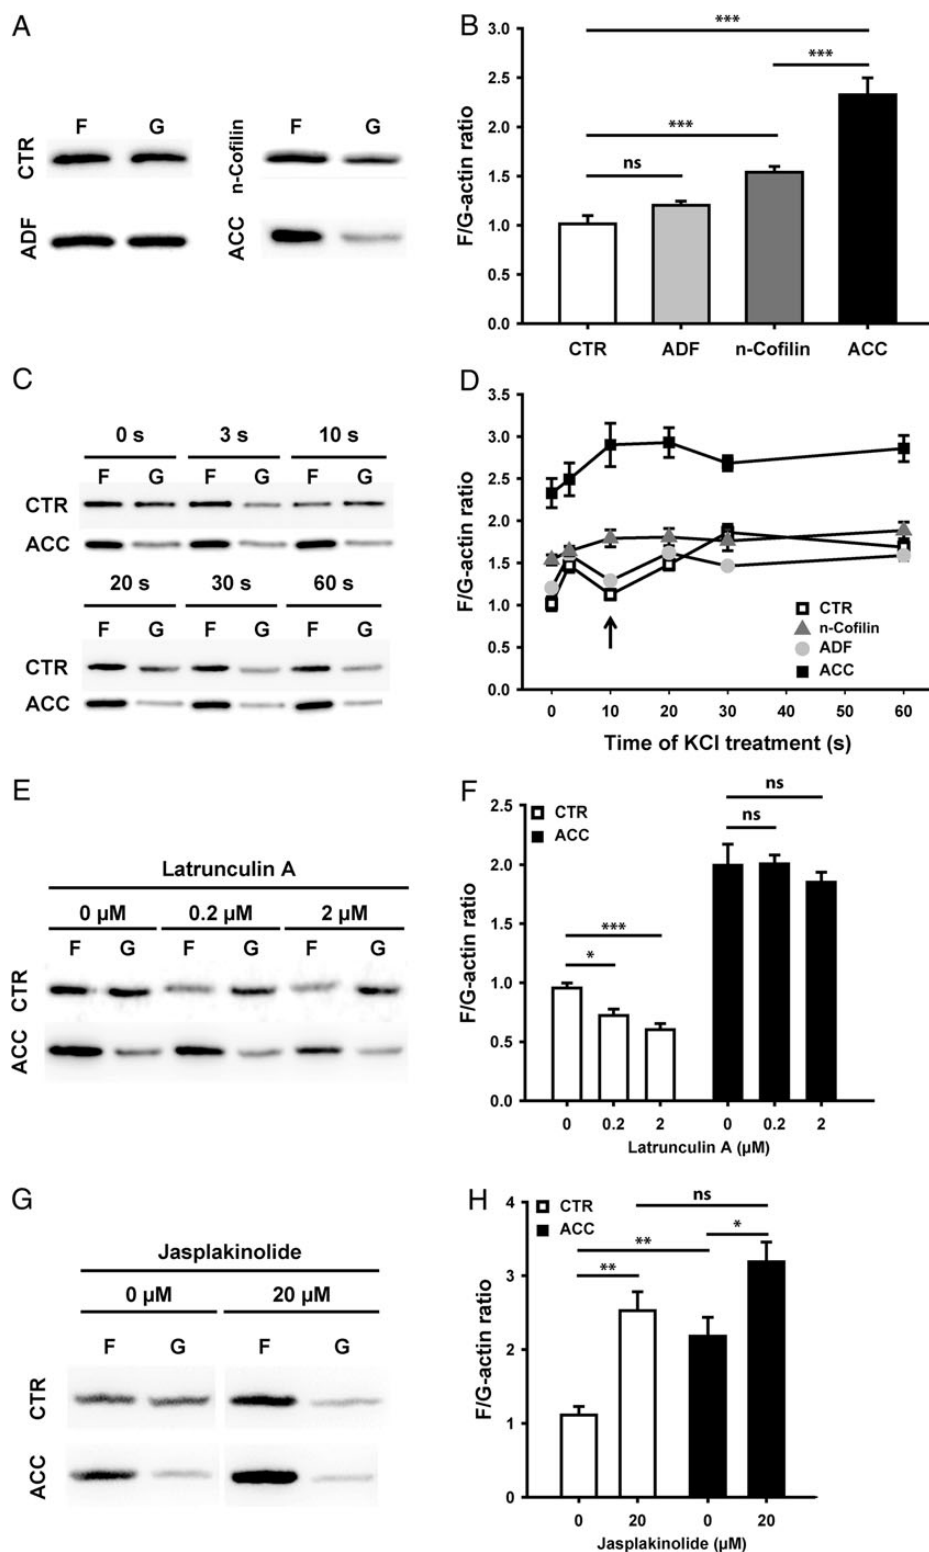 A
F G
CTR
ADF
F G
n-Cofilin
ACC
B
F/G-actin ratio
3.0
2.5
2.0
1.5
1.0
0.5
0.0
***
***
***
ns
CTR ADF n-Cofilin ACC
C
0 s 3 s 10 s
F G F G F G
CTR
ACC
20 s 30 s 60 s
F G F G F G
CTR
ACC
D
F/G-actin ratio
3.5
3.0
2.5
2.0
1.5
1.0
0.5
0.0
CTR
n-Cofilin
ADF
ACC
0 10 20 30 40 50 60
Time of KCl treatment (s)
E
Latrunculin A
0 µM 0.2 µM 2 µM
F G F G F G
CTR
ACC
F
F/G-actin ratio
2.5
2.0
1.5
1.0
0.5
0.0
CTR
ACC
***
*
ns
ns
0 0.2 2 0 0.2 2
Latrunculin A (µM)
G
Jasplakinolide
0 µM 20 µM
F G F G
CTR
ACC
H
F/G-actin ratio
4
3
2
1
0
CTR
ACC
ns
**
*
**
0 20 0 20
Jasplakinolide (µM)